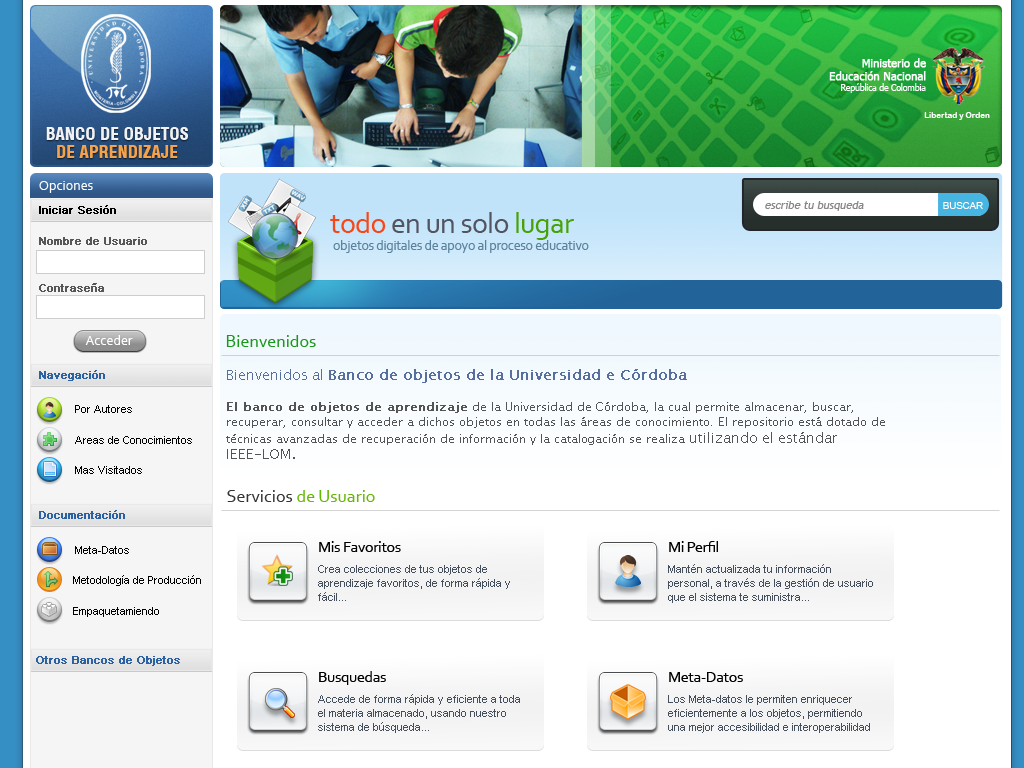 UNIVERSIDAD DE CÓRDOBA
MONTERÍA-COLOMBIA
BANCO DE OBJETOS
DE APRENDIZAJE
Ministerio de
Educación Nacional
República de Colombia
Libertad y Orden
Opciones
Iniciar Sesión
Nombre de Usuario
Contraseña
Acceder
Navegación
Por Autores
Areas de Conocimientos
Mas Visitados
Documentación
Meta-Datos
Metodología de Producción
Empaquetamiento
Otros Bancos de Objetos
todo en un solo lugar
objetos digitales de apoyo al proceso educativo
escribe tu busqueda
BUSCAR
Bienvenidos
Bienvenidos al Banco de objetos de la Universidad e Córdoba
El banco de objetos de aprendizaje de la Universidad de Córdoba, la cual permite almacenar, buscar,
recuperar, consultar y acceder a dichos objetos en todas las áreas de conocimiento. El repositorio está dotado de
técnicas avanzadas de recuperación de información y la catalogación se realiza utilizando el estándar
IEEE-LOM.
Servicios de Usuario
Mis Favoritos
Crea colecciones de tus objetos de
aprendizaje favoritos, de forma rápida y
fácil...
Mi Perfil
Mantén actualizada tu información
personal, a través de la gestión de usuario
que el sistema te suministra...
Busquedas
Accede de forma rápida y eficiente a toda
el materia almacenado, usando nuestro
sistema de búsqueda...
Meta-Datos
Los Meta-datos le permiten enriquecer
eficientemente a los objetos, permitiendo
una mejor accesibilidad e interoperabilidad